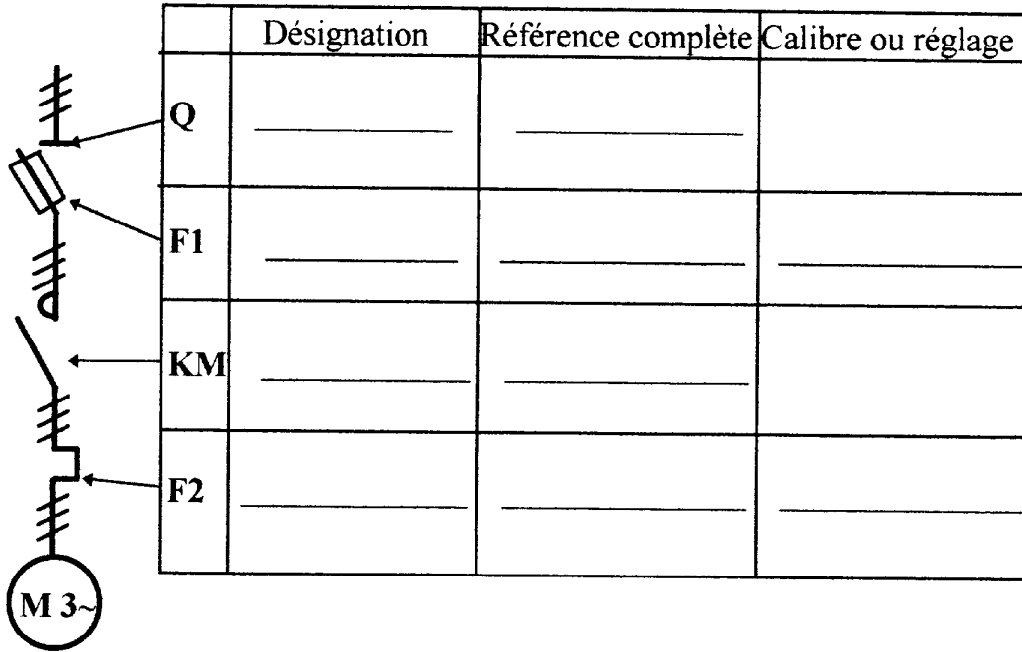 Désignation Référence complète Calibre ou réglage
Q
F1
KM
F2
M 3~